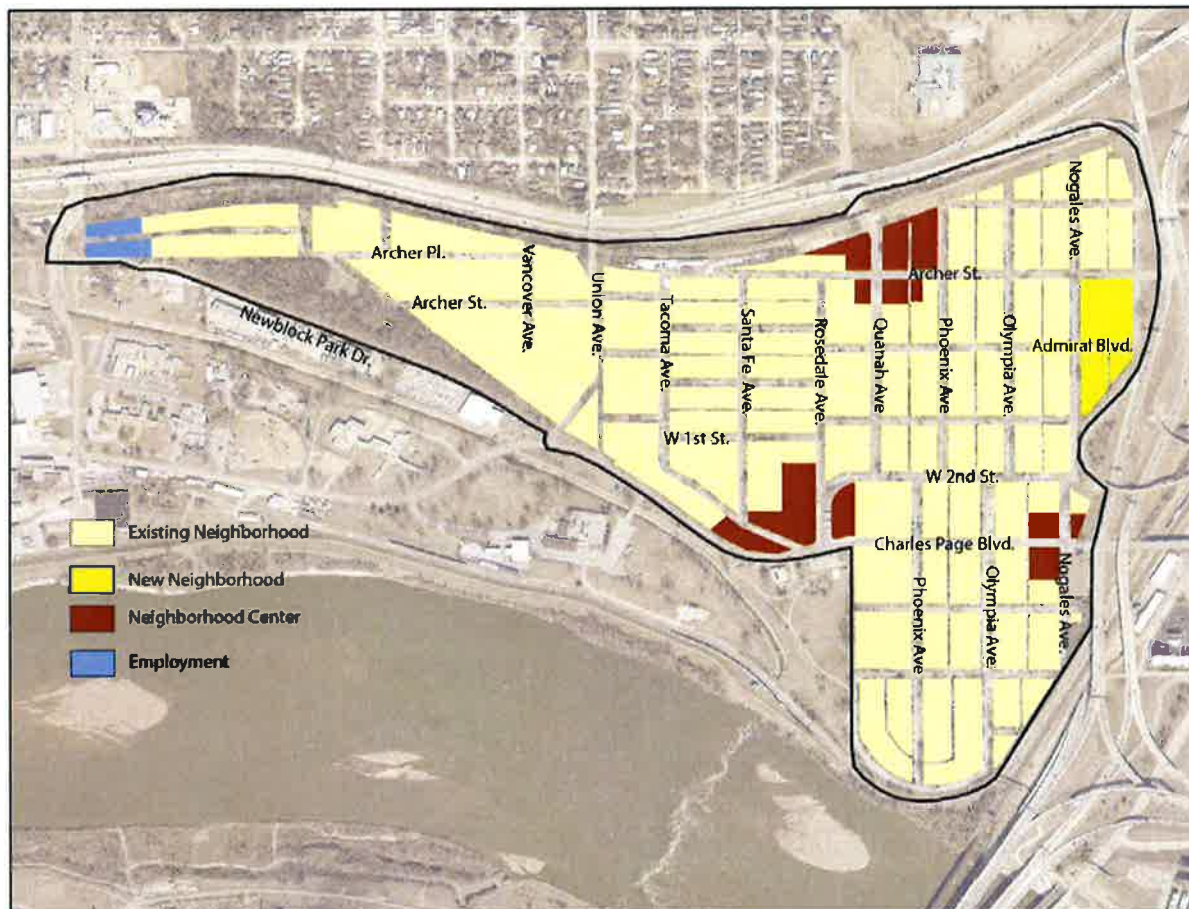 Nogales Ave.
Archer Pl.
Archer St.
Vancover Ave.
Union Ave.
Archer St.
Tacoma Ave.
Santa Fe Ave.
Rosedale Ave.
Quanah Ave
Phoenix Ave
Olympia Ave.
Admiral Blvd.
Newblock Park Dr.
W 1st St.
W 2nd St.
Charles Page Blvd.
Phoenix Ave
Olympia Ave.
Nogales Ave.
Existing Neighborhood
New Neighborhood
Neighborhood Center
Employment